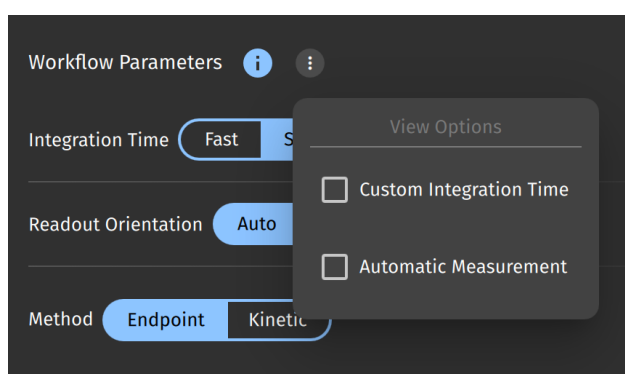 Workflow Parameters i
View Options
Integration Time Fast S
Custom Integration Time
Readout Orientation Auto
Automatic Measurement
Method Endpoint Kinetic